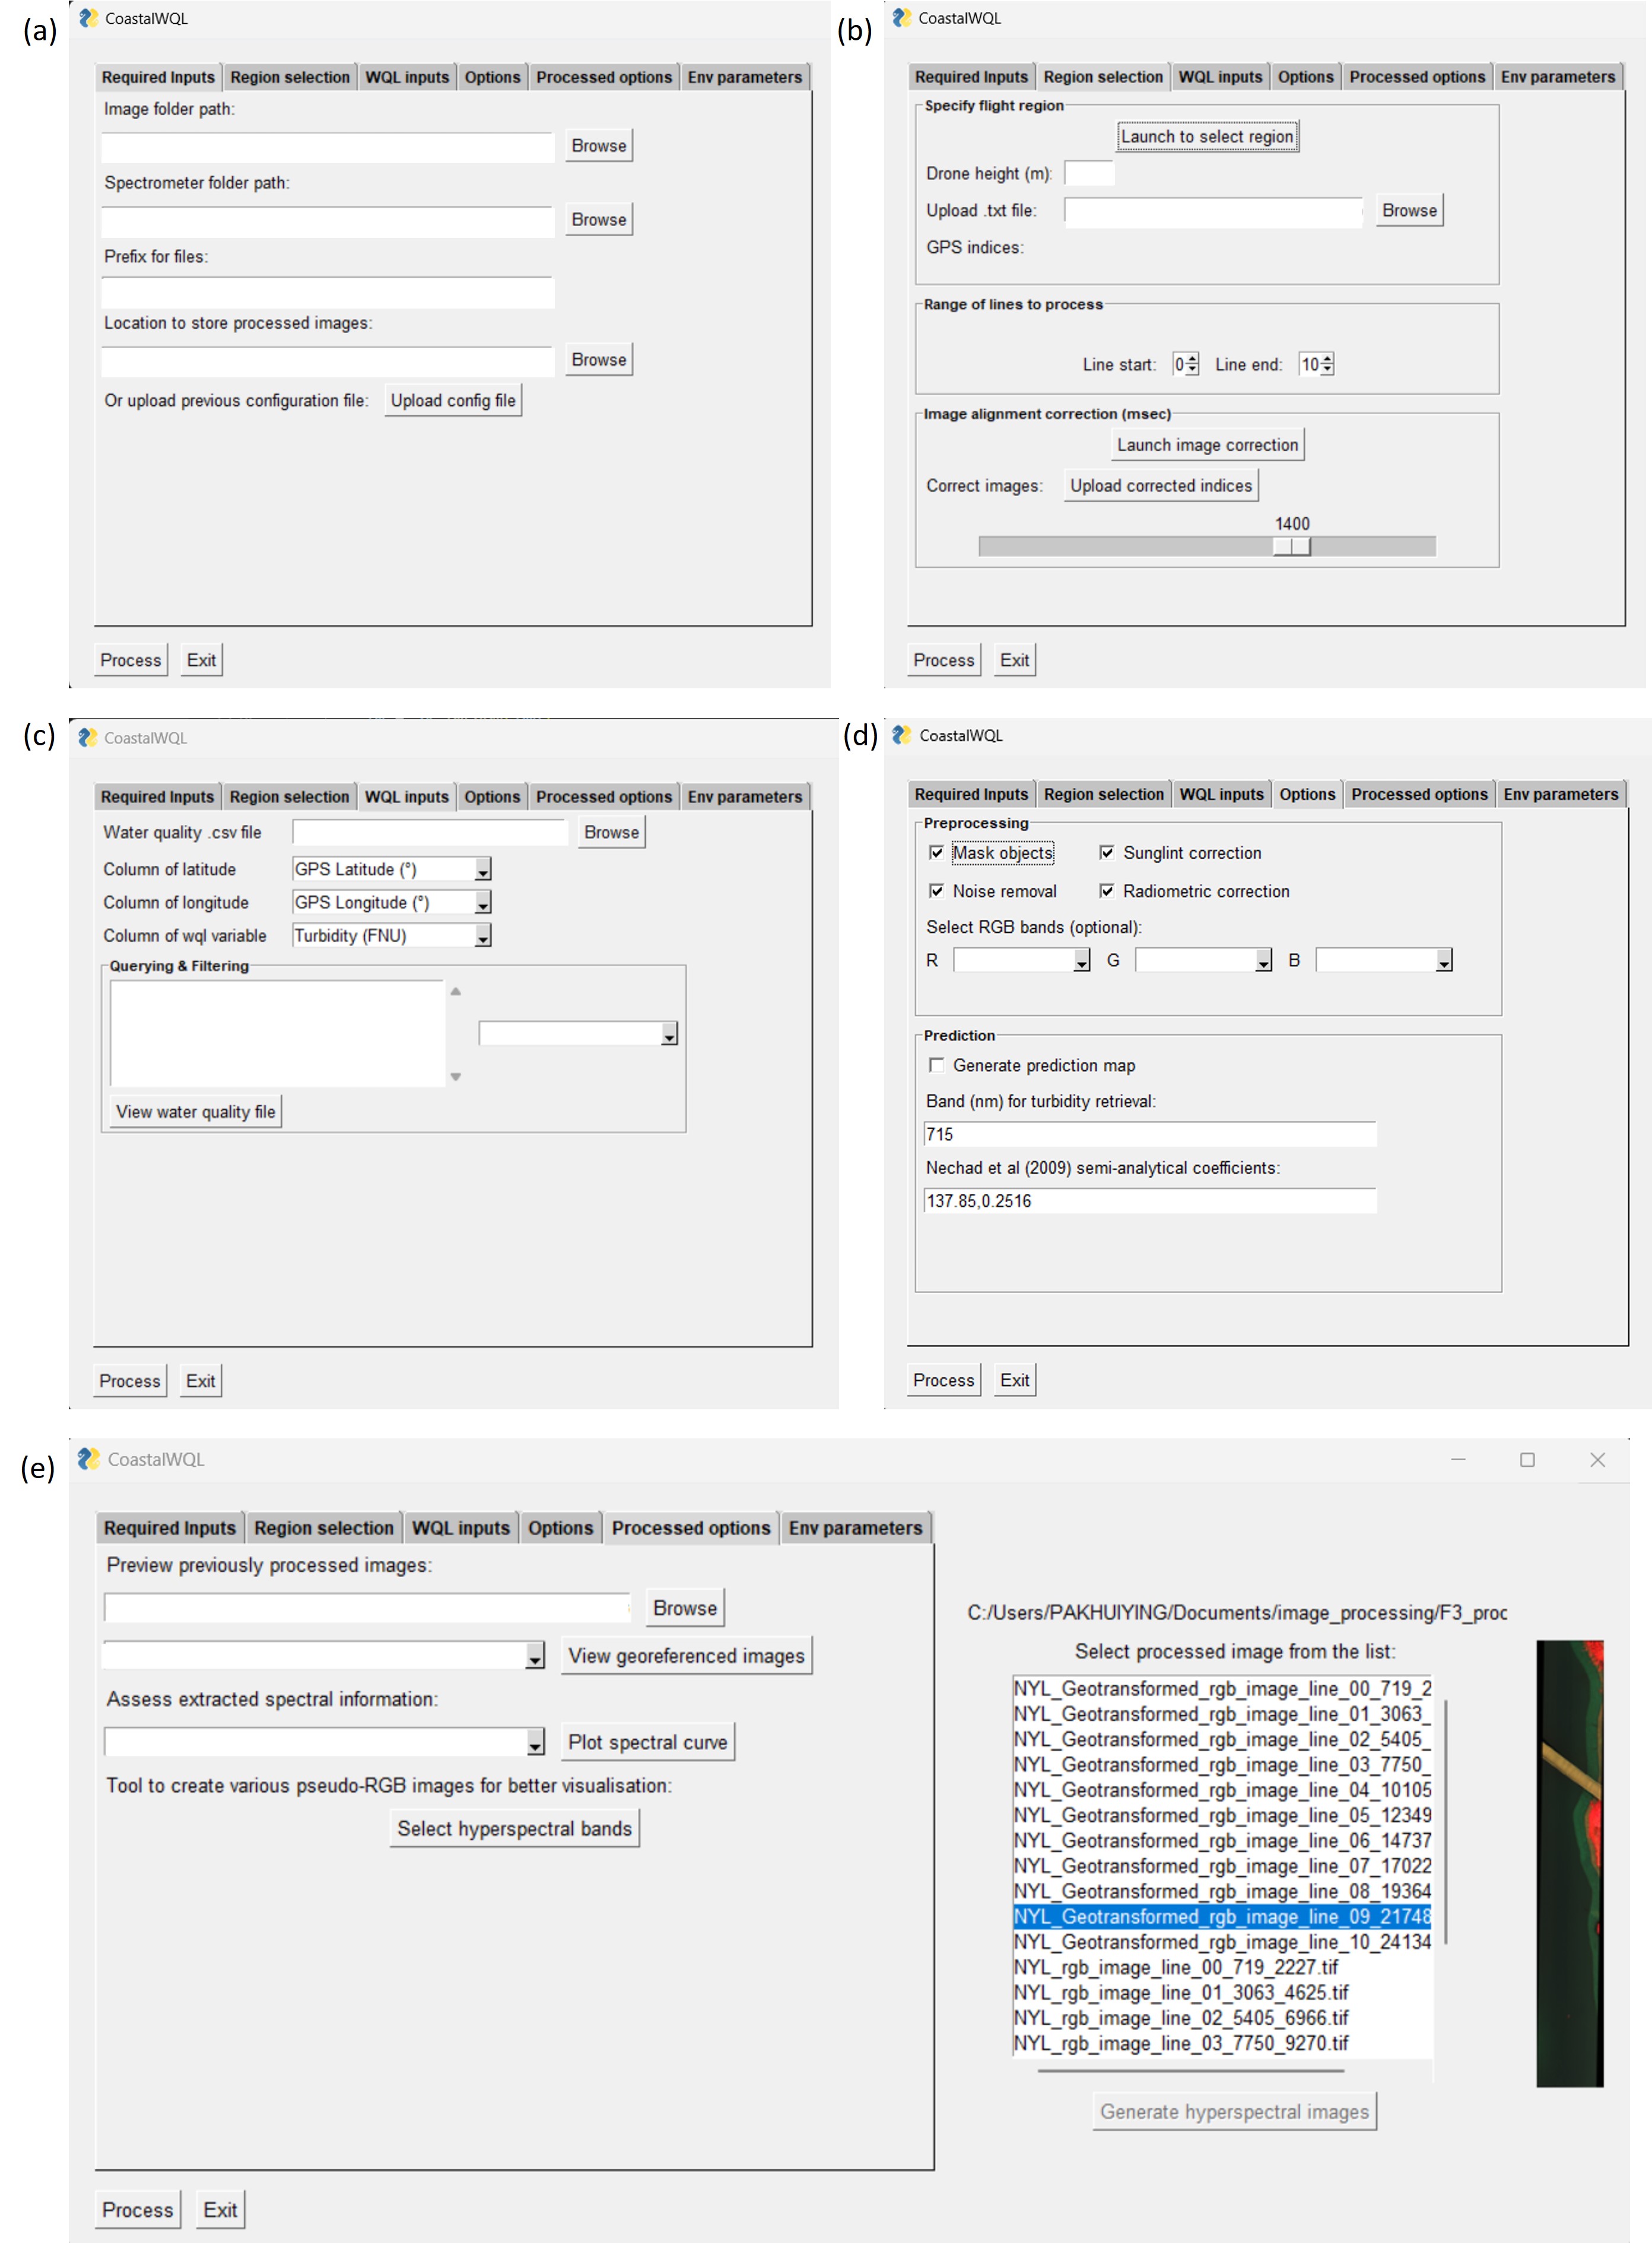 (a)
CoastalWQL
Required Inputs Region selection WQL inputs Options Processed options Env parameters
Image folder path:
Browse
Spectrometer folder path:
Browse
Prefix for files:
Location to store processed images:
Browse
Or upload previous configuration file: Upload config file
Process Exit
(b)
CoastalWQL
Required Inputs Region selection WQL inputs Options Processed options Env parameters
Specify flight region
Launch to select region
Drone height (m):
Upload .txt file: Browse
GPS indices:
Range of lines to process
Line start: 0 Line end: 10
Image alignment correction (msec)
Launch image correction
Correct images: Upload corrected indices
1400
Process Exit
(c)
CoastalWQL
Required Inputs Region selection WQL inputs Options Processed options Env parameters
Water quality .csv file Browse
Column of latitude GPS Latitude (°)
Column of longitude GPS Longitude (°)
Column of wql variable Turbidity (FNU)
Querying & Filtering
View water quality file
Process Exit
(d)
CoastalWQL
Required Inputs Region selection WQL inputs Options Processed options Env parameters
Preprocessing
Mask objects Sunglint correction
Noise removal Radiometric correction
Select RGB bands (optional):
R G B
Prediction
Generate prediction map
Band (nm) for turbidity retrieval:
715
Nechad et al (2009) semi-analytical coefficients:
137.85,0.2516
Process Exit
(e)
CoastalWQL
Required Inputs Region selection WQL inputs Options Processed options Env parameters
Preview previously processed images:
Browse
View georeferenced images
Assess extracted spectral information:
Plot spectral curve
Tool to create various pseudo-RGB images for better visualisation:
Select hyperspectral bands
C:/Users/PAKHUIYING/Documents/image_processing/F3_proc
Select processed image from the list:
NYL_Geotransformed_rgb_image_line_00_719_2
NYL_Geotransformed_rgb_image_line_01_3063_
NYL_Geotransformed_rgb_image_line_02_5405_
NYL_Geotransformed_rgb_image_line_03_7750_
NYL_Geotransformed_rgb_image_line_04_10105
NYL_Geotransformed_rgb_image_line_05_12349
NYL_Geotransformed_rgb_image_line_06_14737
NYL_Geotransformed_rgb_image_line_07_17022
NYL_Geotransformed_rgb_image_line_08_19364
NYL_Geotransformed_rgb_image_line_09_21748
NYL_Geotransformed_rgb_image_line_10_24134
NYL_rgb_image_line_00_719_2227.tif
NYL_rgb_image_line_01_3063_4625.tif
NYL_rgb_image_line_02_5405_6966.tif
NYL_rgb_image_line_03_7750_9270.tif
Generate hyperspectral images
Process Exit